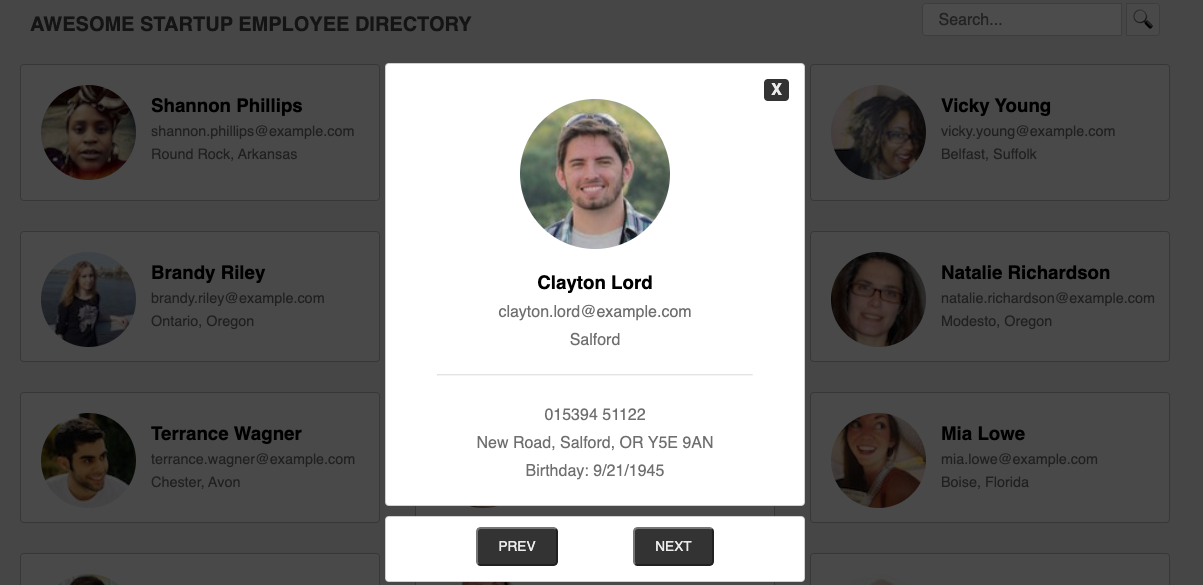 AWESOME STARTUP EMPLOYEE DIRECTORY
Search...
Shannon Phillips
shannon.phillips@example.com
Round Rock, Arkansas
X
Clayton Lord
clayton.lord@example.com
Salford
015394 51122
New Road, Salford, OR Y5E 9AN
Birthday: 9/21/1945
PREV
NEXT
Vicky Young
vicky.young@example.com
Belfast, Suffolk
Brandy Riley
brandy.riley@example.com
Ontario, Oregon
Natalie Richardson
natalie.richardson@example.com
Modesto, Oregon
Terrance Wagner
terrance.wagner@example.com
Chester, Avon
Mia Lowe
mia.lowe@example.com
Boise, Florida